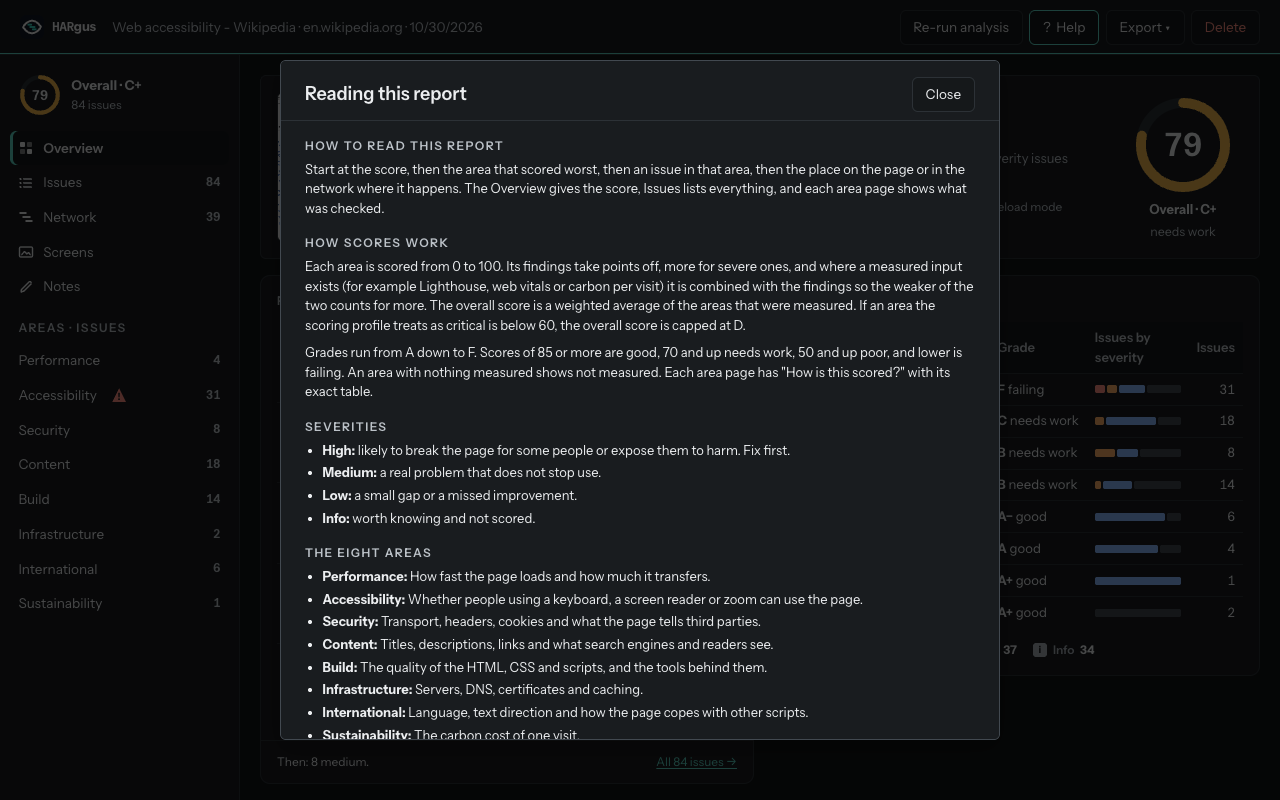 HARgus
Web accessibility - Wikipedia · en.wikipedia.org · 10/30/2026
Re-run analysis
? Help
Export ▾
Delete
79
Overall · C+
84 issues
Overview
Issues 84
Network 39
Screens
Notes
AREAS · ISSUES
Performance 4
Accessibility 31
Security 8
Content 18
Build 14
Infrastructure 2
International 6
Sustainability 1
Reading this report
Close
HOW TO READ THIS REPORT
Start at the score, then the area that scored worst, then an issue in that area, then the place on the page or in the
network where it happens. The Overview gives the score, Issues lists everything, and each area page shows what
was checked.
HOW SCORES WORK
Each area is scored from 0 to 100. Its findings take points off, more for severe ones, and where a measured input
exists (for example Lighthouse, web vitals or carbon per visit) it is combined with the findings so the weaker of the
two counts for more. The overall score is a weighted average of the areas that were measured. If an area the
scoring profile treats as critical is below 60, the overall score is capped at D.
Grades run from A down to F. Scores of 85 or more are good, 70 and up needs work, 50 and up poor, and lower is
failing. An area with nothing measured shows not measured. Each area page has "How is this scored?" with its
exact table.
SEVERITIES
• High: likely to break the page for some people or expose them to harm. Fix first.
• Medium: a real problem that does not stop use.
• Low: a small gap or a missed improvement.
• Info: worth knowing and not scored.
THE EIGHT AREAS
• Performance: How fast the page loads and how much it transfers.
• Accessibility: Whether people using a keyboard, a screen reader or zoom can use the page.
• Security: Transport, headers, cookies and what the page tells third parties.
• Content: Titles, descriptions, links and what search engines and readers see.
• Build: The quality of the HTML, CSS and scripts, and the tools behind them.
• Infrastructure: Servers, DNS, certificates and caching.
• International: Language, text direction and how the page copes with other scripts.
• Sustainability: The carbon cost of one visit.
issues
mode
79
Overall · C+
needs work
Grade
Issues by
severity
Issues
F failing 31
C needs work 18
B needs work 8
B needs work 14
A− good 6
A good 4
A+ good 1
A+ good 2
37
Info 34
Then: 8 medium.
All 84 issues →